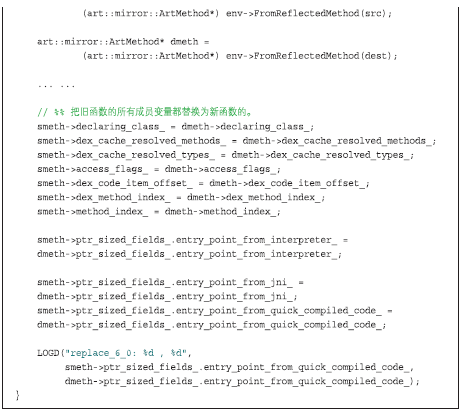 (art::mirror::ArtMethod*) env->FromReflectedMethod(src);
art::mirror::ArtMethod* dmeth =
(art::mirror::ArtMethod*) env->FromReflectedMethod(dest);
... ...
// %% 把旧函数的所有成员变量都替换为新函数的。
smeth->declaring_class_ = dmeth->declaring_class_;
smeth->dex_cache_resolved_methods_ = dmeth->dex_cache_resolved_methods_;
smeth->dex_cache_resolved_types_ = dmeth->dex_cache_resolved_types_;
smeth->access_flags_ = dmeth->access_flags_;
smeth->dex_code_item_offset_ = dmeth->dex_code_item_offset_;
smeth->dex_method_index_ = dmeth->dex_method_index_;
smeth->method_index_ = dmeth->method_index_;
smeth->ptr_sized_fields_.entry_point_from_interpreter_ =
dmeth->ptr_sized_fields_.entry_point_from_interpreter_;
smeth->ptr_sized_fields_.entry_point_from_jni_ =
dmeth->ptr_sized_fields_.entry_point_from_jni_;
smeth->ptr_sized_fields_.entry_point_from_quick_compiled_code_ =
dmeth->ptr_sized_fields_.entry_point_from_quick_compiled_code_;
LOGD("replace_6_0: %d , %d",
smeth->ptr_sized_fields_.entry_point_from_quick_compiled_code_,
dmeth->ptr_sized_fields_.entry_point_from_quick_compiled_code_);
}